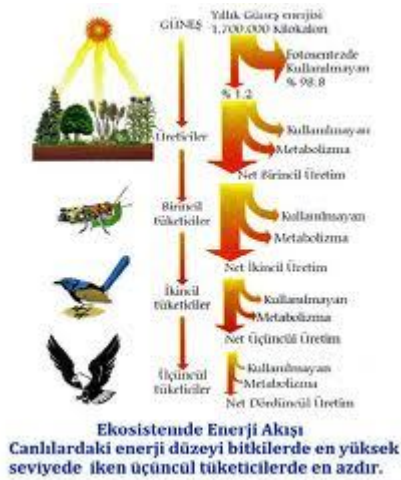 GÜNEŞ
Yıllık Güneş enerjisi
1.700.000 Kilokalori
Fotosentezde
Kullanılmayan
% 98.8
% 1.2
Üreticiler
Kullanılmayan
Metabolizma
Net Birincil Üretim
Birincil
tüketiciler
Kullanılmayan
Metabolizma
Net İkincil Üretim
İkincil
tüketiciler
Kullanılmayan
Metabolizma
Net Üçüncül Üretim
Üçüncül
tüketiciler
Kullanılmayan
Metabolizma
Net Dördüncül Üretim
Ekosistemde Enerji Akışı
Canlılardaki enerji düzeyi bitkilerde en yüksek
seviyede iken üçüncül tüketicilerde en azdır.